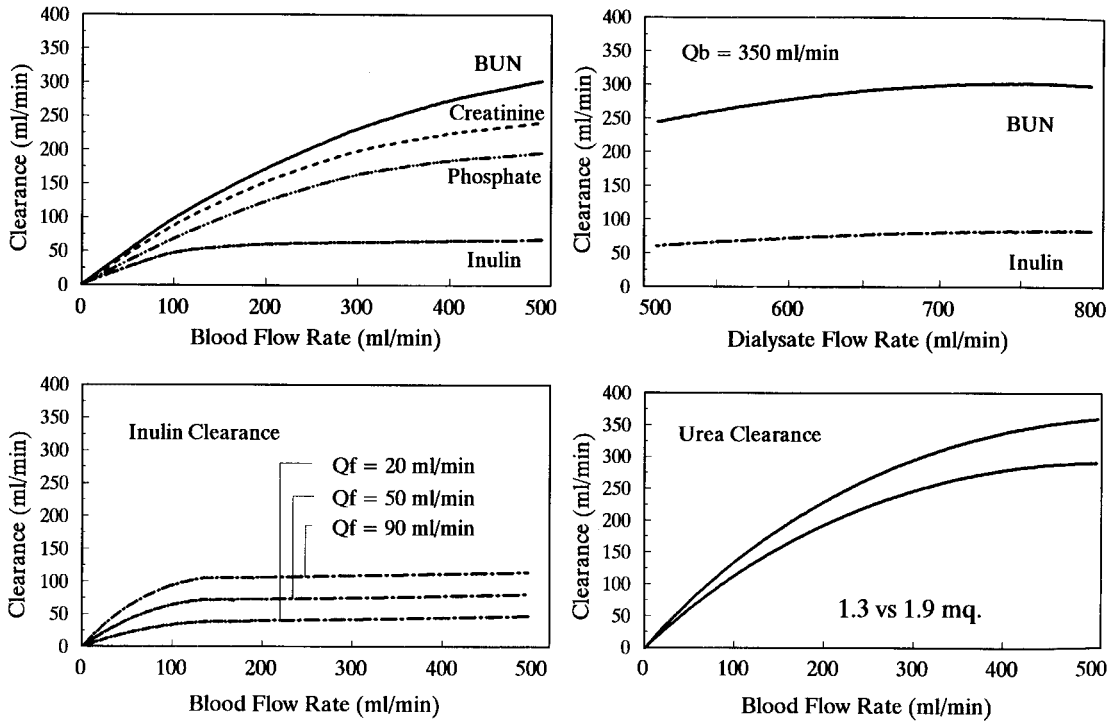 400
350
300
250
200
150
100
50
0
Clearance (ml/min)
BUN
Creatinine
Phosphate
Inulin
0 100 200 300 400 500
Blood Flow Rate (ml/min)
400
350
300
250
200
150
100
50
0
Clearance (ml/min)
Qb = 350 ml/min
BUN
Inulin
500 600 700 800
Dialysate Flow Rate (ml/min)
400
350
300
250
200
150
100
50
0
Clearance (ml/min)
Inulin Clearance
Qf = 20 ml/min
Qf = 50 ml/min
Qf = 90 ml/min
0 100 200 300 400 500
Blood Flow Rate (ml/min)
400
350
300
250
200
150
100
50
0
Clearance (ml/min)
Urea Clearance
1.3 vs 1.9 mq.
0 100 200 300 400 500
Blood Flow Rate (ml/min)